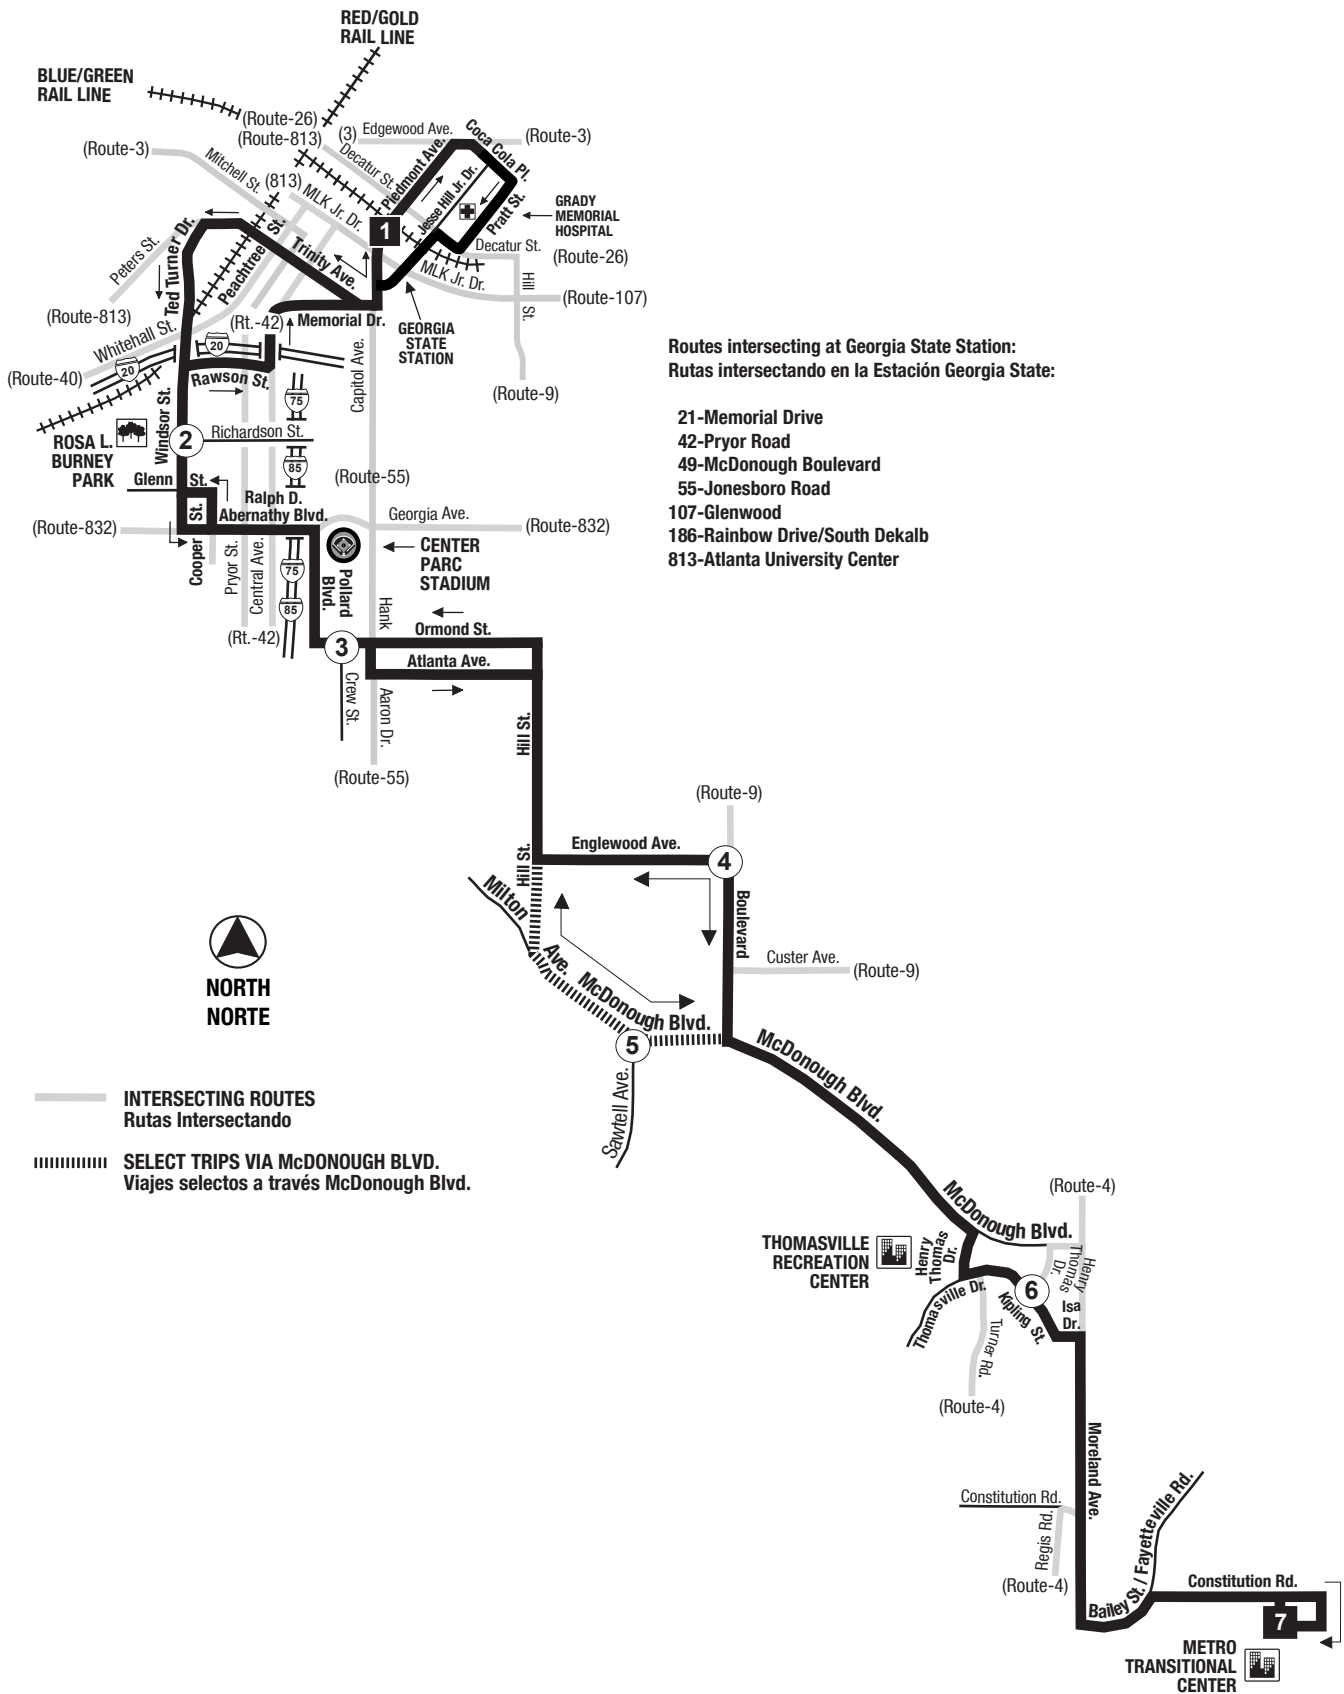 RED/GOLD
RAIL LINE
BLUE/GREEN
RAIL LINE
(Route-26)
(Route-813)
(3)
Edgewood Ave.
(Route-3)
Coca Cola Pl.
(Route-3)
Mitchell St.
Decatur St.
Piedmont Ave.
Jesse Hill Jr. Dr.
Pratt St.
(813)
MLK Jr. Dr.
1
GRADY
MEMORIAL
HOSPITAL
Decatur St.
(Route-26)
Peters St.
Ted Turner Dr.
Peachtree St.
Trinity Ave.
MLK Jr. Dr.
Hill St.
(Route-107)
(Route-813)
Whitehall St.
(Rt.-42)
Memorial Dr.
GEORGIA
STATE
STATION
Capitol Ave.
20
20
(Route-40)
Rawson St.
75
(Route-9)
Routes intersecting at Georgia State Station:
Rutas intersectando en la Estación Georgia State:
21-Memorial Drive
42-Pryor Road
49-McDonough Boulevard
55-Jonesboro Road
107-Glenwood
186-Rainbow Drive/South Dekalb
813-Atlanta University Center
Windsor St.
ROSA L.
BURNEY
PARK
2
Richardson St.
85
(Route-55)
Glenn St.
Ralph D.
Abernathy Blvd.
(Route-832)
Cooper St.
Georgia Ave.
(Route-832)
Pryor St.
Central Ave.
75
85
Pollard
Blvd.
CENTER
PARC
STADIUM
(Rt.-42)
3
Hank
Ormond St.
Atlanta Ave.
Crew St.
Aaron Dr.
(Route-55)
Hill St.
(Route-9)
Englewood Ave.
4
Hill St.
Milton
Ave.
Boulevard
Custer Ave.
(Route-9)
McDonough Blvd.
5
Sawtell Ave.
McDonough Blvd.
NORTH
NORTE
INTERSECTING ROUTES
Rutas Intersectando
SELECT TRIPS VIA McDONOUGH BLVD.
Viajes selectos a través McDonough Blvd.
(Route-4)
McDonough Blvd.
THOMASVILLE
RECREATION
CENTER
Henry
Thomas
Dr.
Henry
Thomas
Dr.
6
Thomasville Dr.
Kipling St.
Isa
Dr.
Turner Rd.
(Route-4)
Moreland Ave.
Constitution Rd.
Regis Rd.
(Route-4)
Bailey St. / Fayetteville Rd.
Constitution Rd.
7
METRO
TRANSITIONAL
CENTER